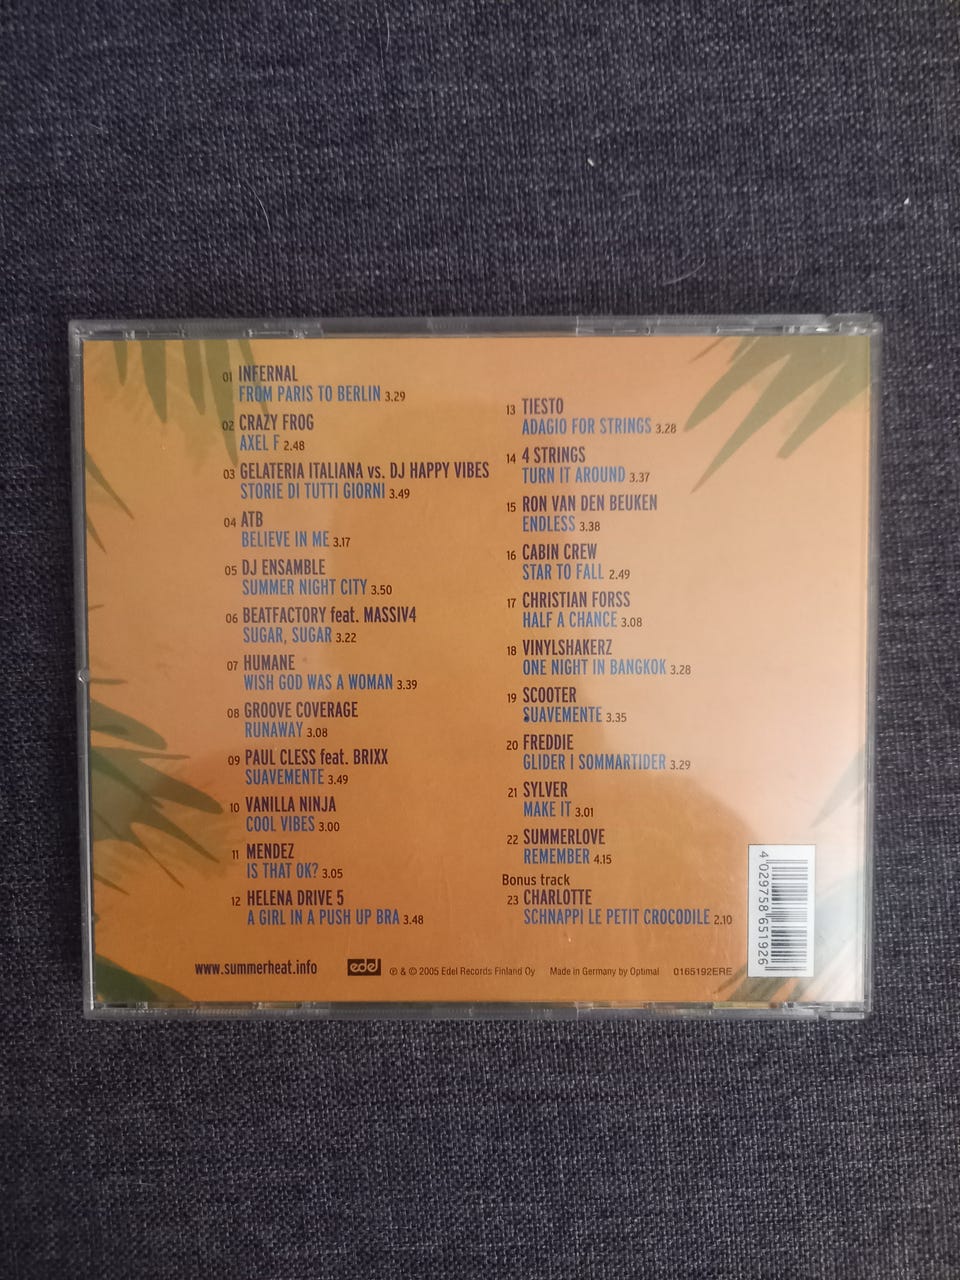 01 INFERNAL
FROM PARIS TO BERLIN 3.29
02 CRAZY FROG
AXEL F 2.48
03 GELATERIA ITALIANA vs. DJ HAPPY VIBES
STORIE DI TUTTI GIORNI 3.49
04 ATB
BELIEVE IN ME 3.17
05 DJ ENSAMBLE
SUMMER NIGHT CITY 3.50
06 BEATFACTORY feat. MASSIV4
SUGAR, SUGAR 3.22
07 HUMANE
WISH GOD WAS A WOMAN 3.39
08 GROOVE COVERAGE
RUNAWAY 3.08
09 PAUL CLESS feat. BRIXX
SUAVEMENTE 3.49
10 VANILLA NINJA
COOL VIBES 3.00
11 MENDEZ
IS THAT OK? 3.05
12 HELENA DRIVE 5
A GIRL IN A PUSH UP BRA 3.48
13 TIESTO
ADAGIO FOR STRINGS 3.28
14 4 STRINGS
TURN IT AROUND 3.37
15 RON VAN DEN BEUKEN
ENDLESS 3.38
16 CABIN CREW
STAR TO FALL 2.49
17 CHRISTIAN FORSS
HALF A CHANCE 3.08
18 VINYLSHAKERZ
ONE NIGHT IN BANGKOK 3.28
19 SCOOTER
SUAVEMENTE 3.35
20 FREDDIE
GLIDER I SOMMARTIDER 3.29
21 SYLVER
MAKE IT 3.01
22 SUMMERLOVE
REMEMBER 4.15
Bonus track
23 CHARLOTTE
SCHNAPPI LE PETIT CROCODILE 2.10
www.summerheat.info edel ℗ & © 2005 Edel Records Finland Oy Made in Germany by Optimal 0165192ERE
4 029758 651926